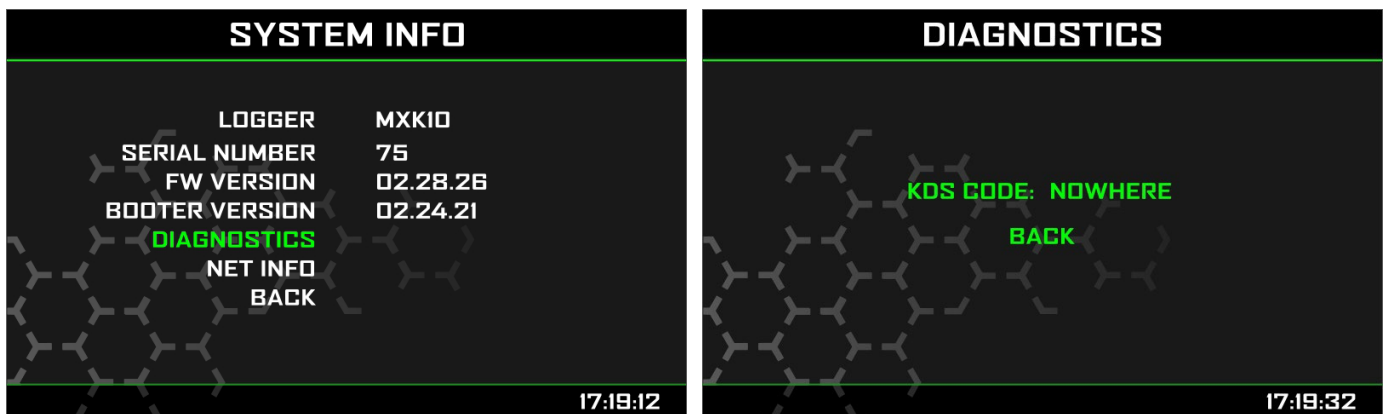 SYSTEM INFO
LOGGER MXK10
SERIAL NUMBER 75
FW VERSION 02.28.26
BOOTER VERSION 02.24.21
DIAGNOSTICS
NET INFO
BACK
17:19:12
DIAGNOSTICS
KDS CODE: NOWHERE
BACK
17:19:32